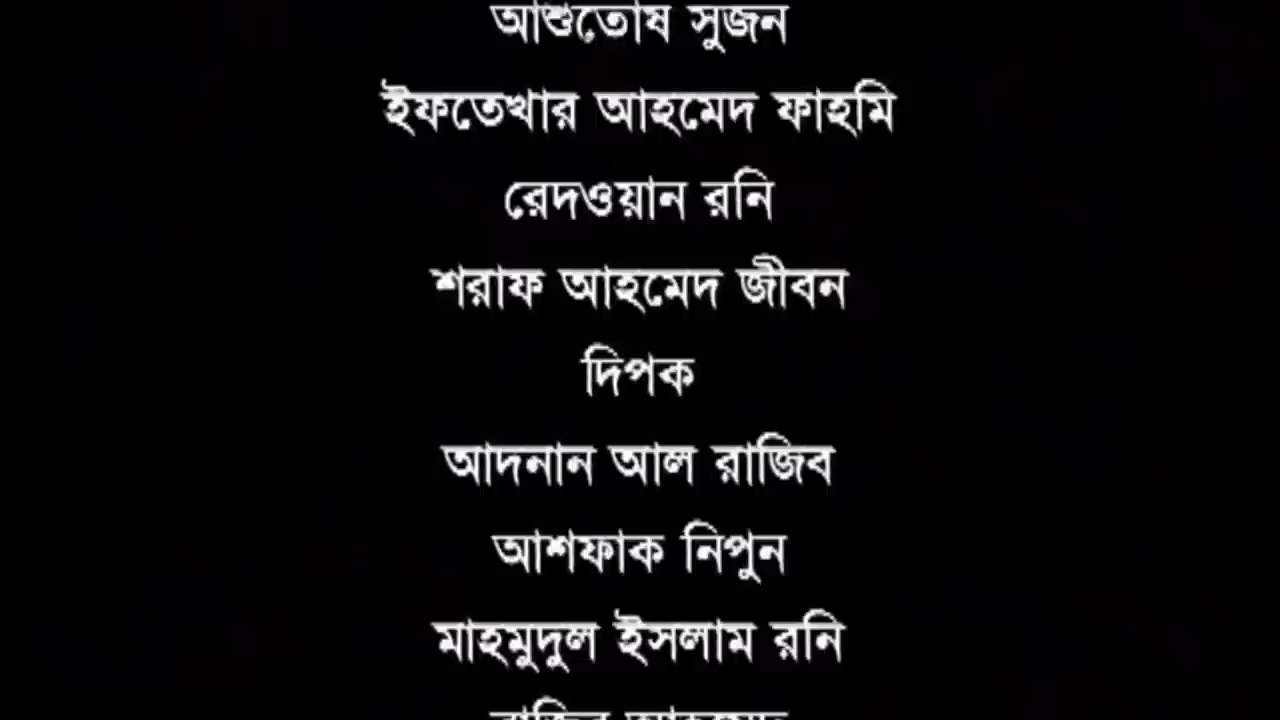 আশুতোষ সুজন
ইফতেখার আহমেদ ফাহমি
রেদওয়ান রনি
শরাফ আহমেদ জীবন
দিপক
আদনান আল রাজিব
আশফাক নিপুন
মাহমুদুল ইসলাম রনি